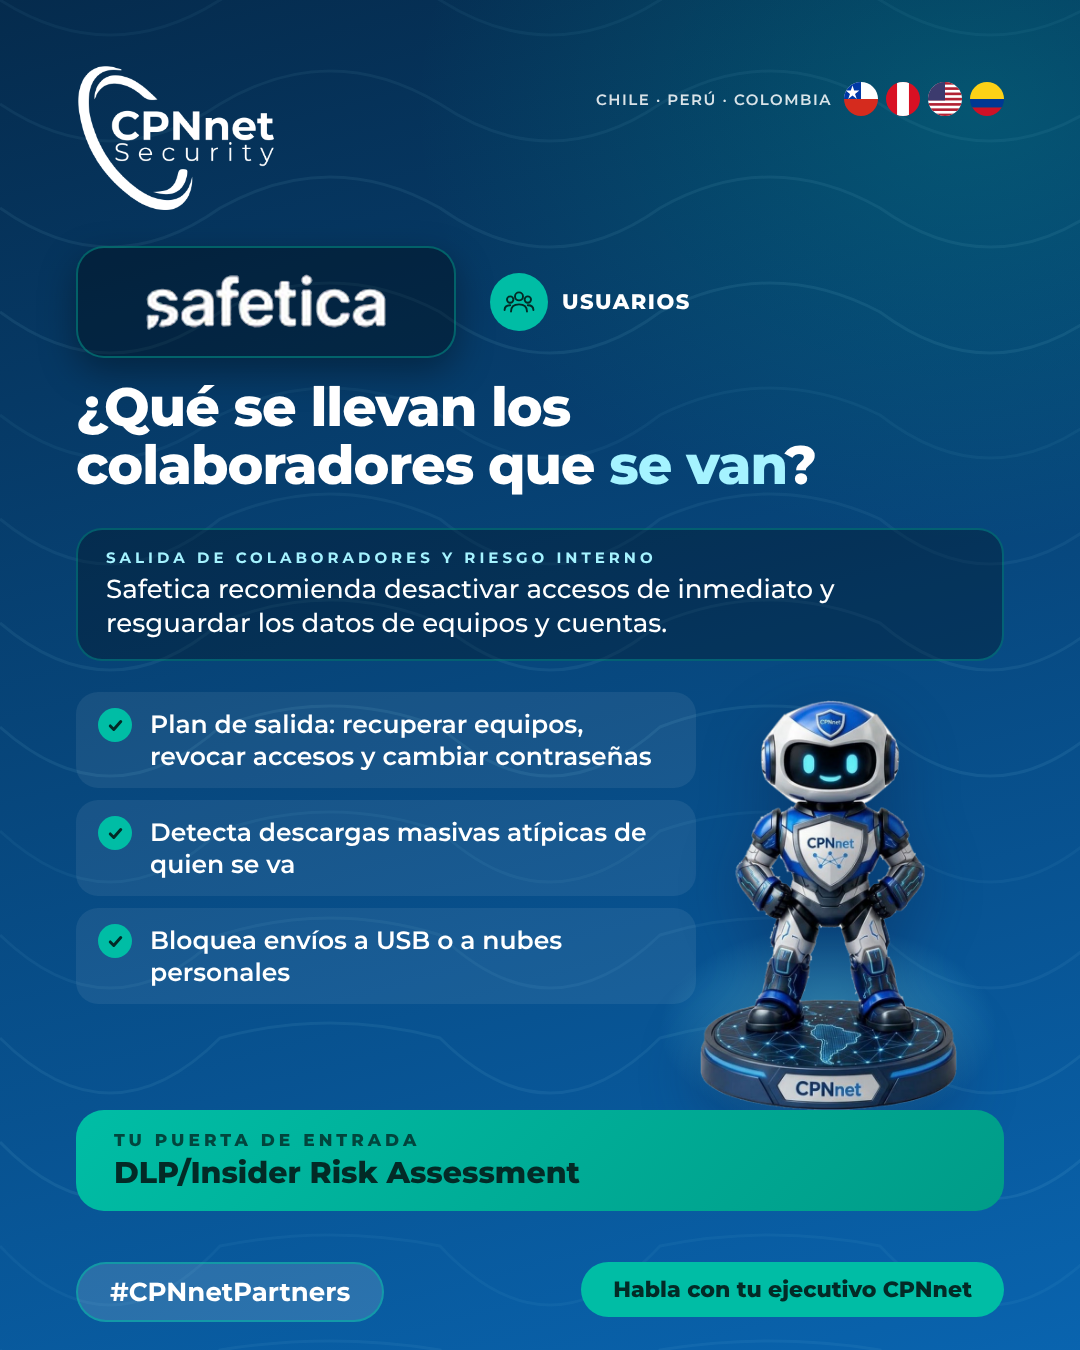 CPNnet
Security
CHILE · PERÚ · COLOMBIA
safetica
USUARIOS
¿Qué se llevan los
colaboradores que se van?
SALIDA DE COLABORADORES Y RIESGO INTERNO
Safetica recomienda desactivar accesos de inmediato y
resguardar los datos de equipos y cuentas.
Plan de salida: recuperar equipos,
revocar accesos y cambiar contraseñas
Detecta descargas masivas atípicas de
quien se va
Bloquea envíos a USB o a nubes
personales
CPNnet
CPNnet
CPNnet
TU PUERTA DE ENTRADA
DLP/Insider Risk Assessment
#CPNnetPartners
Habla con tu ejecutivo CPNnet